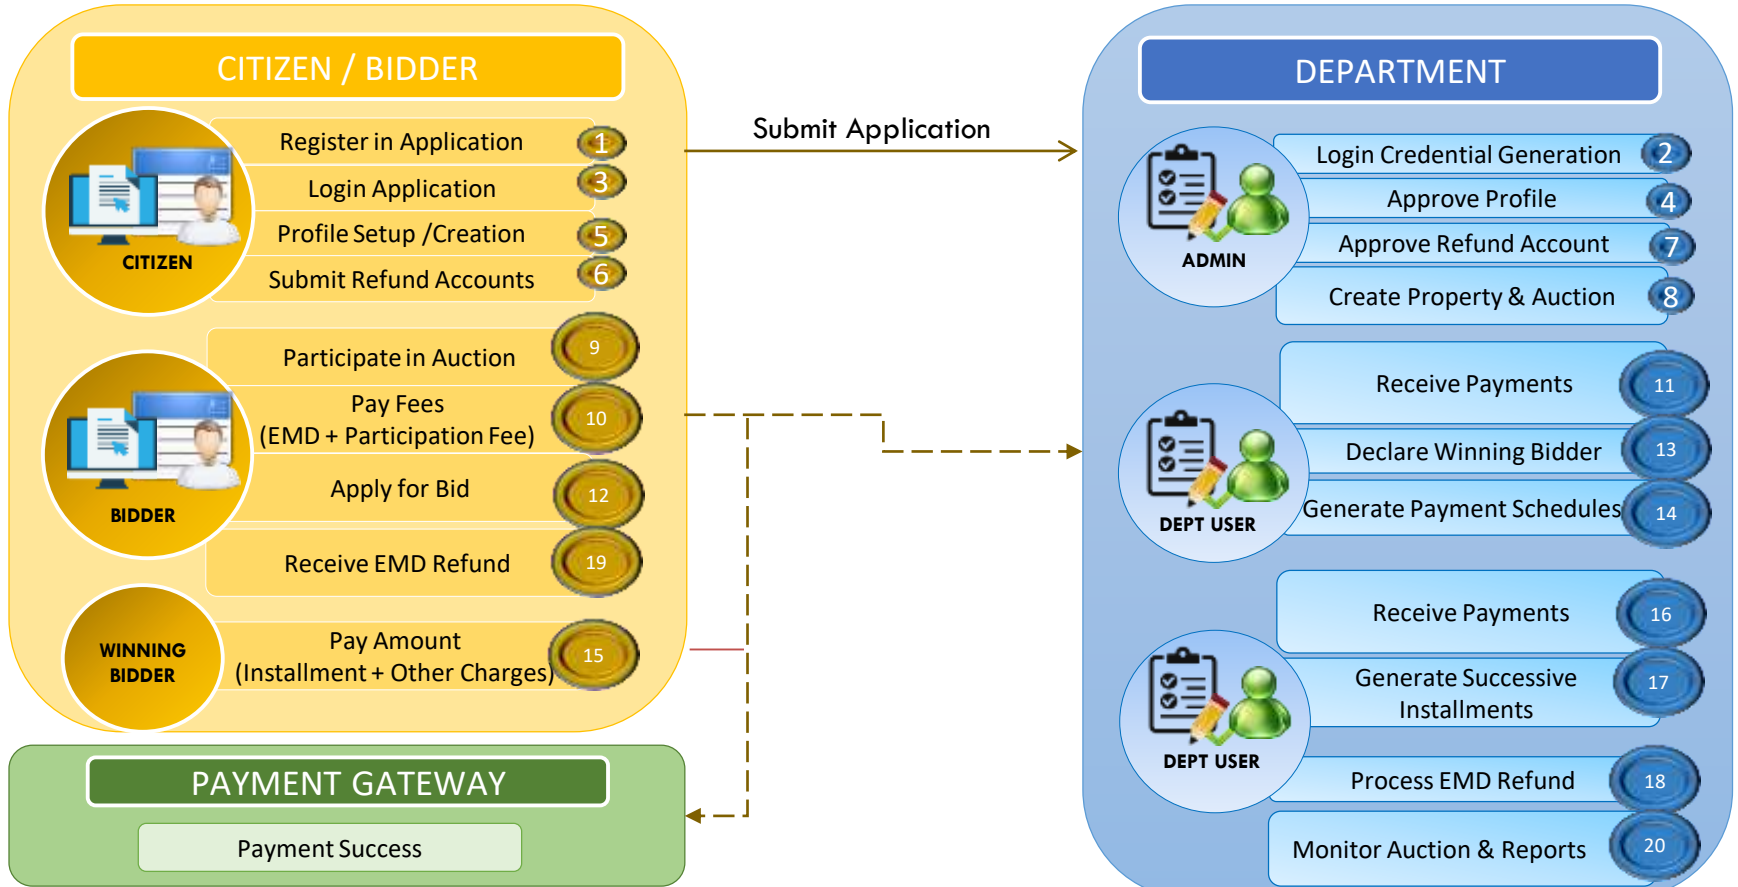 CITIZEN / BIDDER
Register in Application 1
Login Application 3
Profile Setup /Creation 5
Submit Refund Accounts 6
CITIZEN
Participate in Auction 9
Pay Fees
(EMD + Participation Fee) 10
Apply for Bid 12
Receive EMD Refund 19
BIDDER
WINNING
BIDDER
Pay Amount
(Installment + Other Charges) 15
PAYMENT GATEWAY
Payment Success
Submit Application
DEPARTMENT
Login Credential Generation 2
Approve Profile 4
Approve Refund Account 7
Create Property & Auction 8
ADMIN
Receive Payments 11
Declare Winning Bidder 13
Generate Payment Schedules 14
DEPT USER
Receive Payments 16
Generate Successive
Installments 17
Process EMD Refund 18
Monitor Auction & Reports 20
DEPT USER